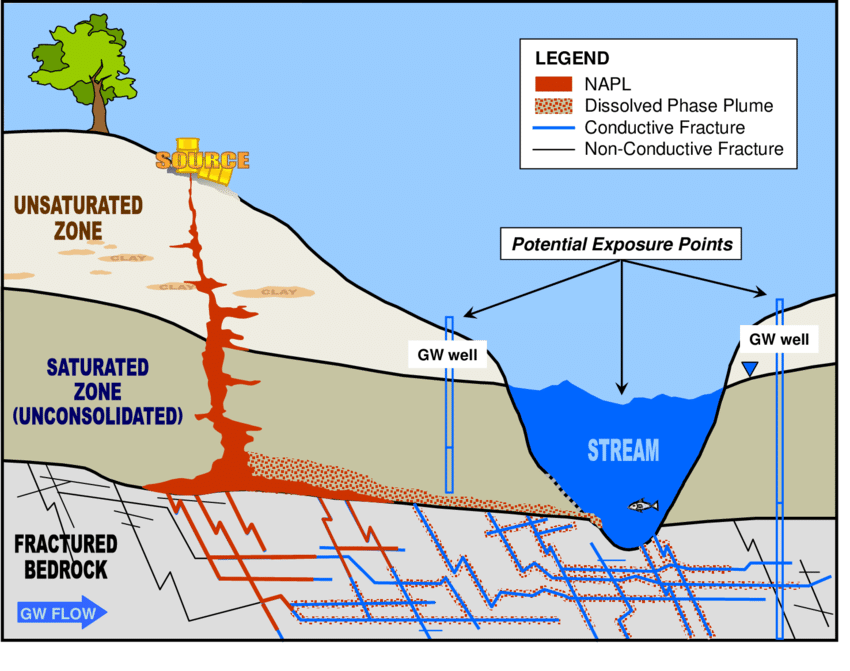 LEGEND
NAPL
Dissolved Phase Plume
Conductive Fracture
Non-Conductive Fracture
SOURCE
UNSATURATED
ZONE
CLAY
CLAY
CLAY
Potential Exposure Points
GW well
GW well
SATURATED
ZONE
(UNCONSOLIDATED)
STREAM
FRACTURED
BEDROCK
GW FLOW